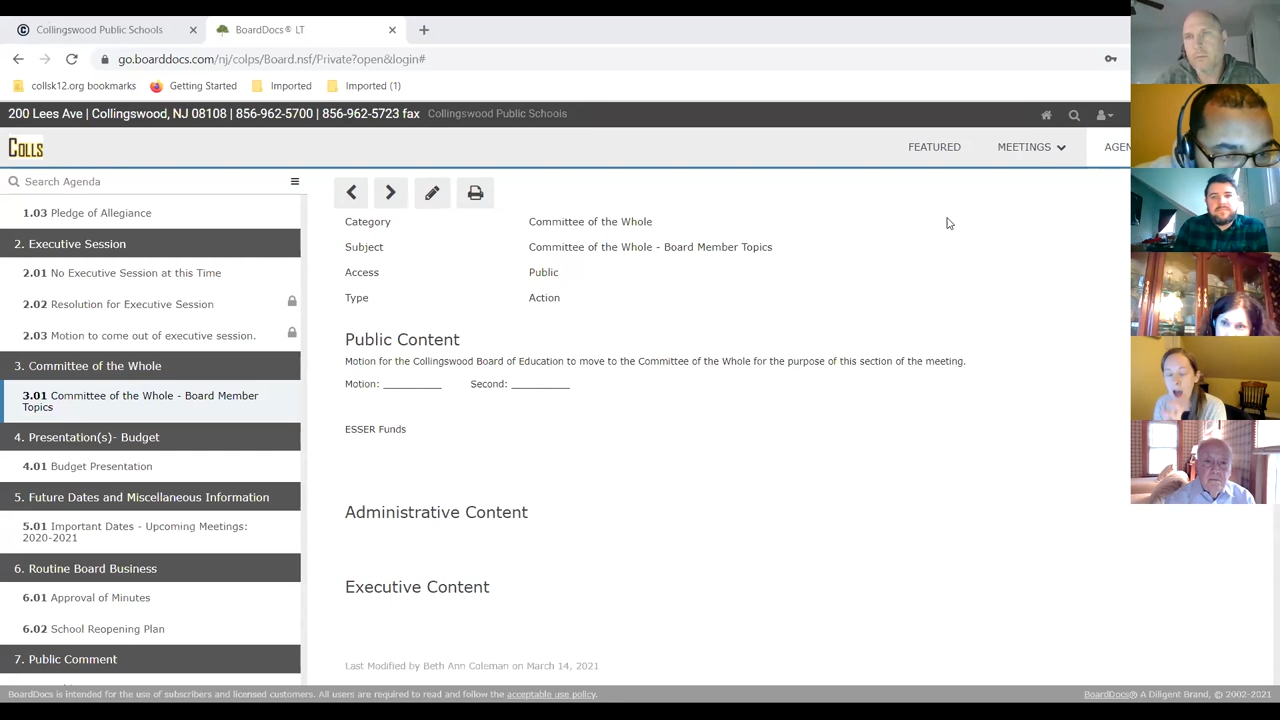 Collingswood Public Schools
BoardDocs® LT
go.boarddocs.com/nj/colps/Board.nsf/Private?open&login#
collsk12.org bookmarks
Getting Started
Imported
Imported (1)
200 Lees Ave | Collingswood, NJ 08108 | 856-962-5700 | 856-962-5723 fax
Collingswood Public Schools
COLLS
FEATURED
MEETINGS
AGEN
Search Agenda
1.03 Pledge of Allegiance
2. Executive Session
2.01 No Executive Session at this Time
2.02 Resolution for Executive Session
2.03 Motion to come out of executive session.
3. Committee of the Whole
3.01 Committee of the Whole - Board Member
Topics
4. Presentation(s)- Budget
4.01 Budget Presentation
5. Future Dates and Miscellaneous Information
5.01 Important Dates - Upcoming Meetings:
2020-2021
6. Routine Board Business
6.01 Approval of Minutes
6.02 School Reopening Plan
7. Public Comment
Category Committee of the Whole
Subject Committee of the Whole - Board Member Topics
Access Public
Type Action
Public Content
Motion for the Collingswood Board of Education to move to the Committee of the Whole for the purpose of this section of the meeting.
Motion: __________ Second: __________
ESSER Funds
Administrative Content
Executive Content
Last Modified by Beth Ann Coleman on March 14, 2021
BoardDocs is intended for the use of subscribers and licensed customers. All users are required to read and follow the acceptable use policy.
BoardDocs® A Diligent Brand, © 2002-2021